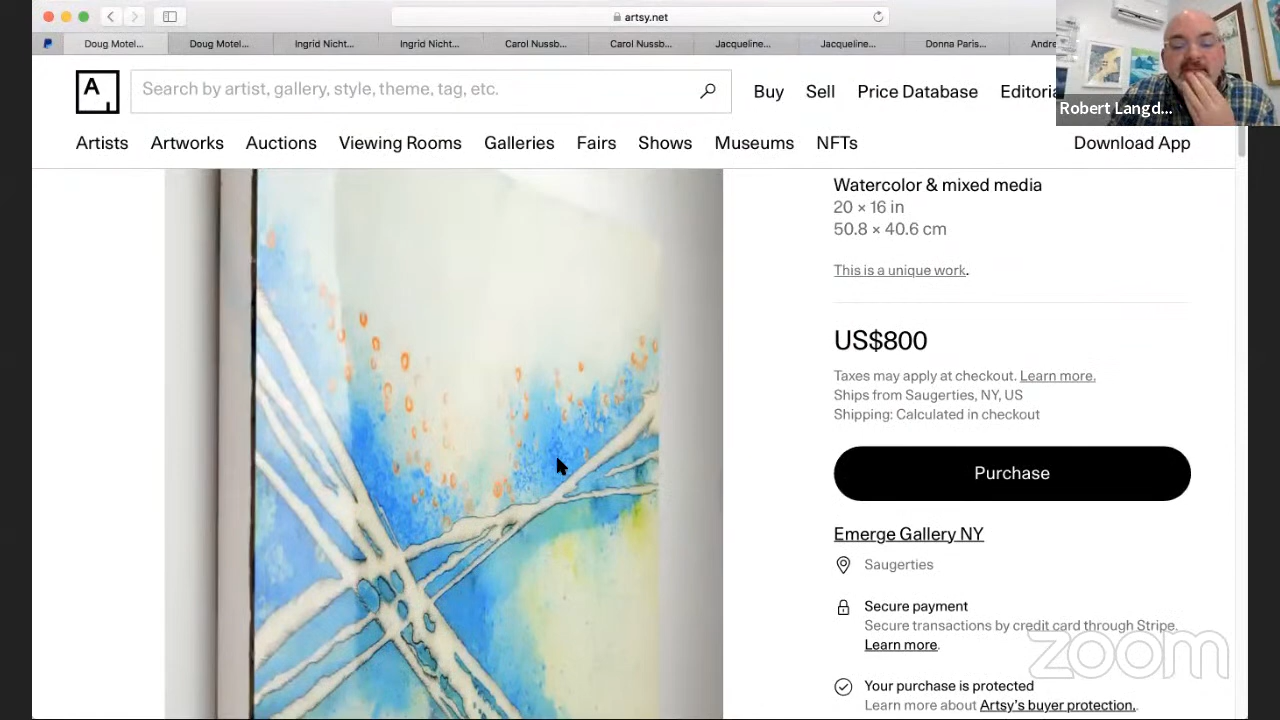 artsy.net
Doug Motel...
Doug Motel...
Ingrid Nicht...
Ingrid Nicht...
Carol Nussb...
Carol Nussb...
Jacqueline...
Jacqueline...
Donna Paris...
Andre
A
Search by artist, gallery, style, theme, tag, etc.
Buy
Sell
Price Database
Editoria
Robert Langd...
Artists
Artworks
Auctions
Viewing Rooms
Galleries
Fairs
Shows
Museums
NFTs
Download App
Watercolor & mixed media
20 × 16 in
50.8 × 40.6 cm
This is a unique work.
US$800
Taxes may apply at checkout. Learn more.
Ships from Saugerties, NY, US
Shipping: Calculated in checkout
Purchase
Emerge Gallery NY
Saugerties
Secure payment
Secure transactions by credit card through Stripe.
Learn more.
zoom
Your purchase is protected
Learn more about Artsy's buyer protection.